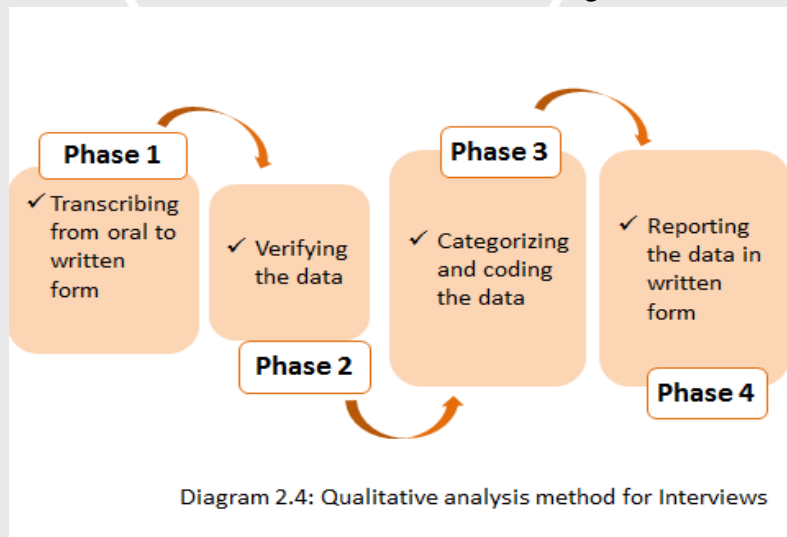 Phase 1
✓ Transcribing
from oral to
written
form
✓ Verifying
the data
Phase 2
Phase 3
✓ Categorizing
and coding
the data
✓ Reporting
the data in
written
form
Phase 4
Diagram 2.4: Qualitative analysis method for Interviews